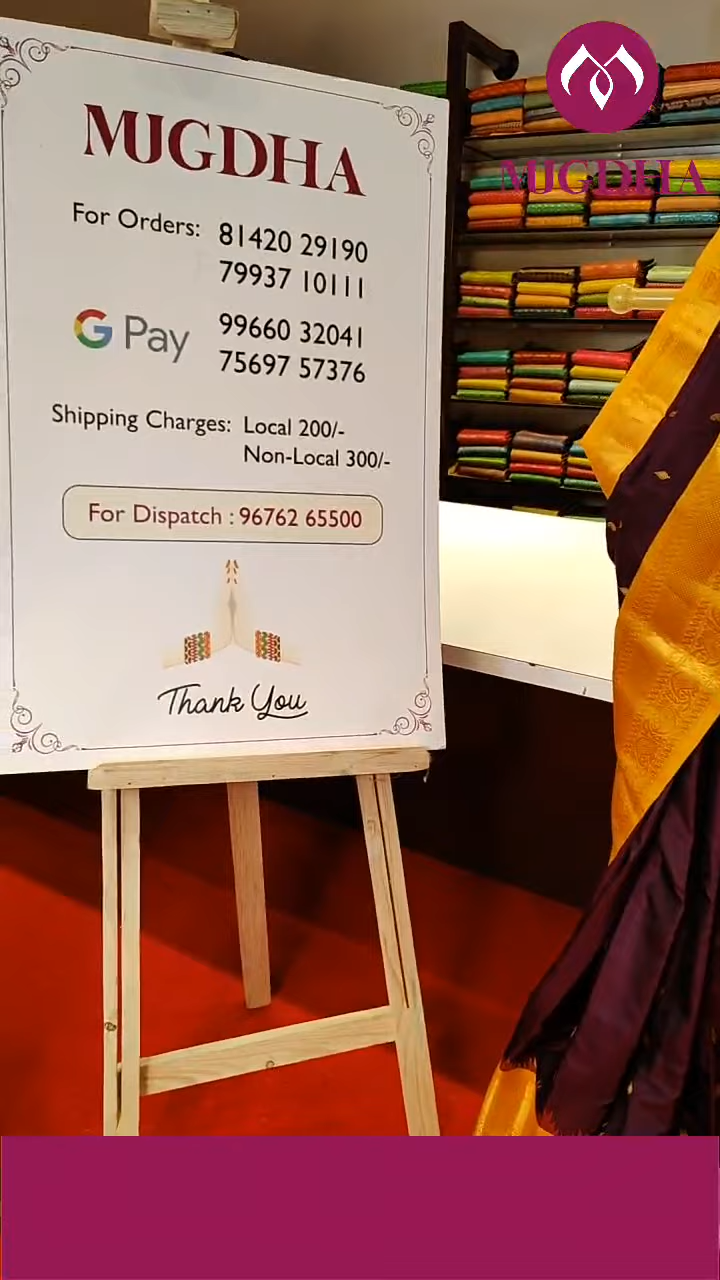 MUGDHA
MUGDHA
For Orders: 81420 29190
79937 10111
G Pay 99660 32041
75697 57376
Shipping Charges: Local 200/-
Non-Local 300/-
For Dispatch : 96762 65500
Thank You